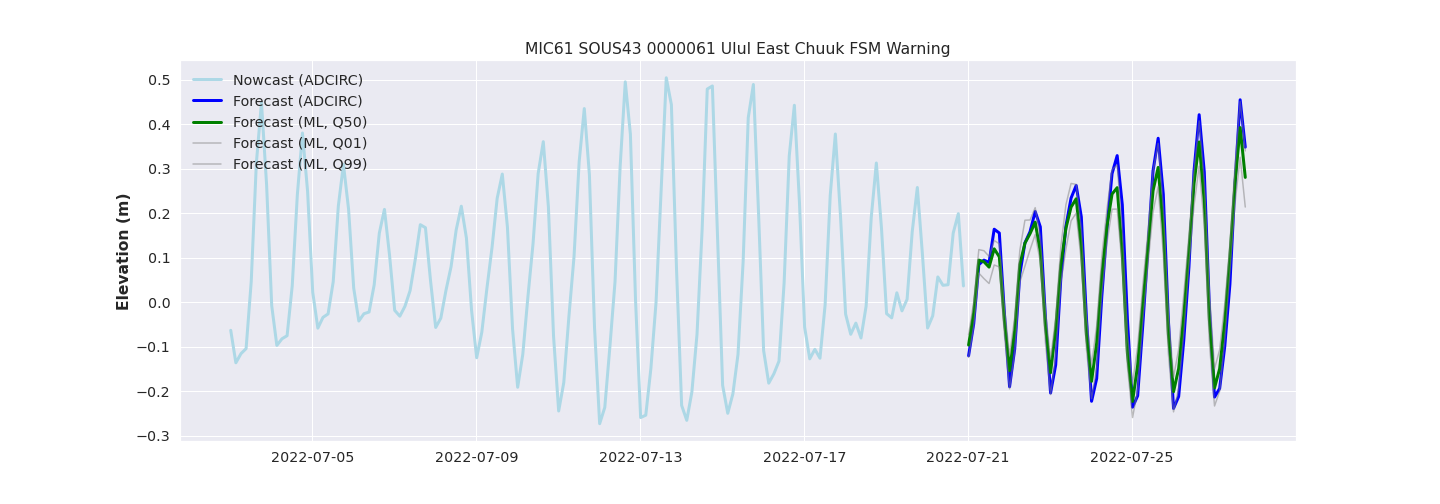 MIC61 SOUS43 0000061 Ulul East Chuuk FSM Warning
Nowcast (ADCIRC)
Forecast (ADCIRC)
Forecast (ML, Q50)
Forecast (ML, Q01)
Forecast (ML, Q99)
Elevation (m)
0.5
0.4
0.3
0.2
0.1
0.0
−0.1
−0.2
−0.3
2022-07-05
2022-07-09
2022-07-13
2022-07-17
2022-07-21
2022-07-25